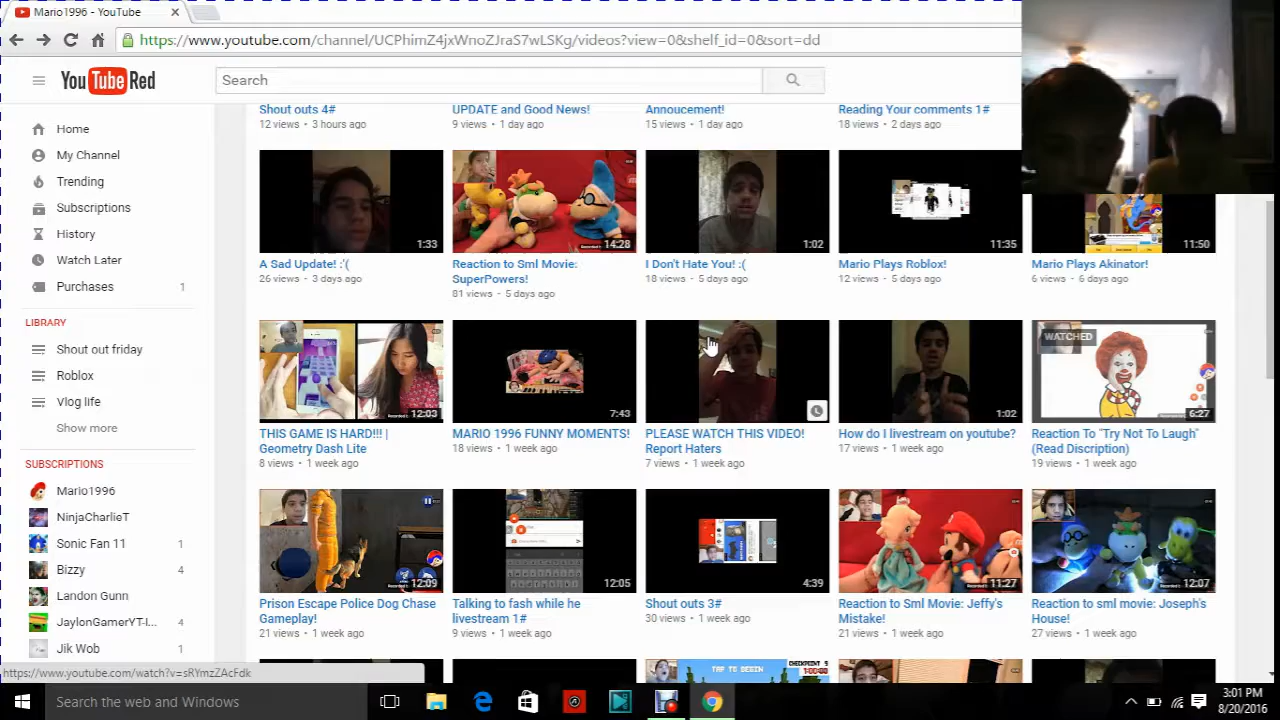 Mario1996 - YouTube
https://www.youtube.com/channel/UCPhimZ4jxWnoZJraS7wLSKg/videos?view=0&shelf_id=0&sort=dd
YouTube Red
Search
Home
My Channel
Trending
Subscriptions
History
Watch Later
Purchases 1
LIBRARY
Shout out friday
Roblox
Vlog life
Show more
SUBSCRIPTIONS
Mario1996
NinjaCharlieT
Sonic Fan 11 1
Bizzy 4
Landon Gunn
JaylonGamerYT-I... 4
Jik Wob 1
Shout outs 4#
12 views • 3 hours ago
UPDATE and Good News!
9 views • 1 day ago
Annoucement!
15 views • 1 day ago
Reading Your comments 1#
18 views • 2 days ago
1:33
A Sad Update! :'(
26 views • 3 days ago
14:28
Reaction to Sml Movie:
SuperPowers!
81 views • 5 days ago
1:02
I Don't Hate You! :(
18 views • 5 days ago
11:35
Mario Plays Roblox!
12 views • 5 days ago
11:50
Mario Plays Akinator!
6 views • 6 days ago
12:03
THIS GAME IS HARD!!! |
Geometry Dash Lite
8 views • 1 week ago
7:43
MARIO 1996 FUNNY MOMENTS!
18 views • 1 week ago
PLEASE WATCH THIS VIDEO!
Report Haters
7 views • 1 week ago
1:02
How do I livestream on youtube?
17 views • 1 week ago
WATCHED
6:27
Reaction To "Try Not To Laugh"
(Read Discription)
19 views • 1 week ago
12:09
Prison Escape Police Dog Chase
Gameplay!
21 views • 1 week ago
12:05
Talking to fash while he
livestream 1#
9 views • 1 week ago
4:39
Shout outs 3#
30 views • 1 week ago
11:27
Reaction to Sml Movie: Jeffy's
Mistake!
21 views • 1 week ago
12:07
Reaction to sml movie: Joseph's
House!
27 views • 1 week ago
TAP TO BEGIN
CHECKPOINT 5
https://www.youtube.com/watch?v=sRYmzZAcFdk
Search the web and Windows
3:01 PM
8/20/2016